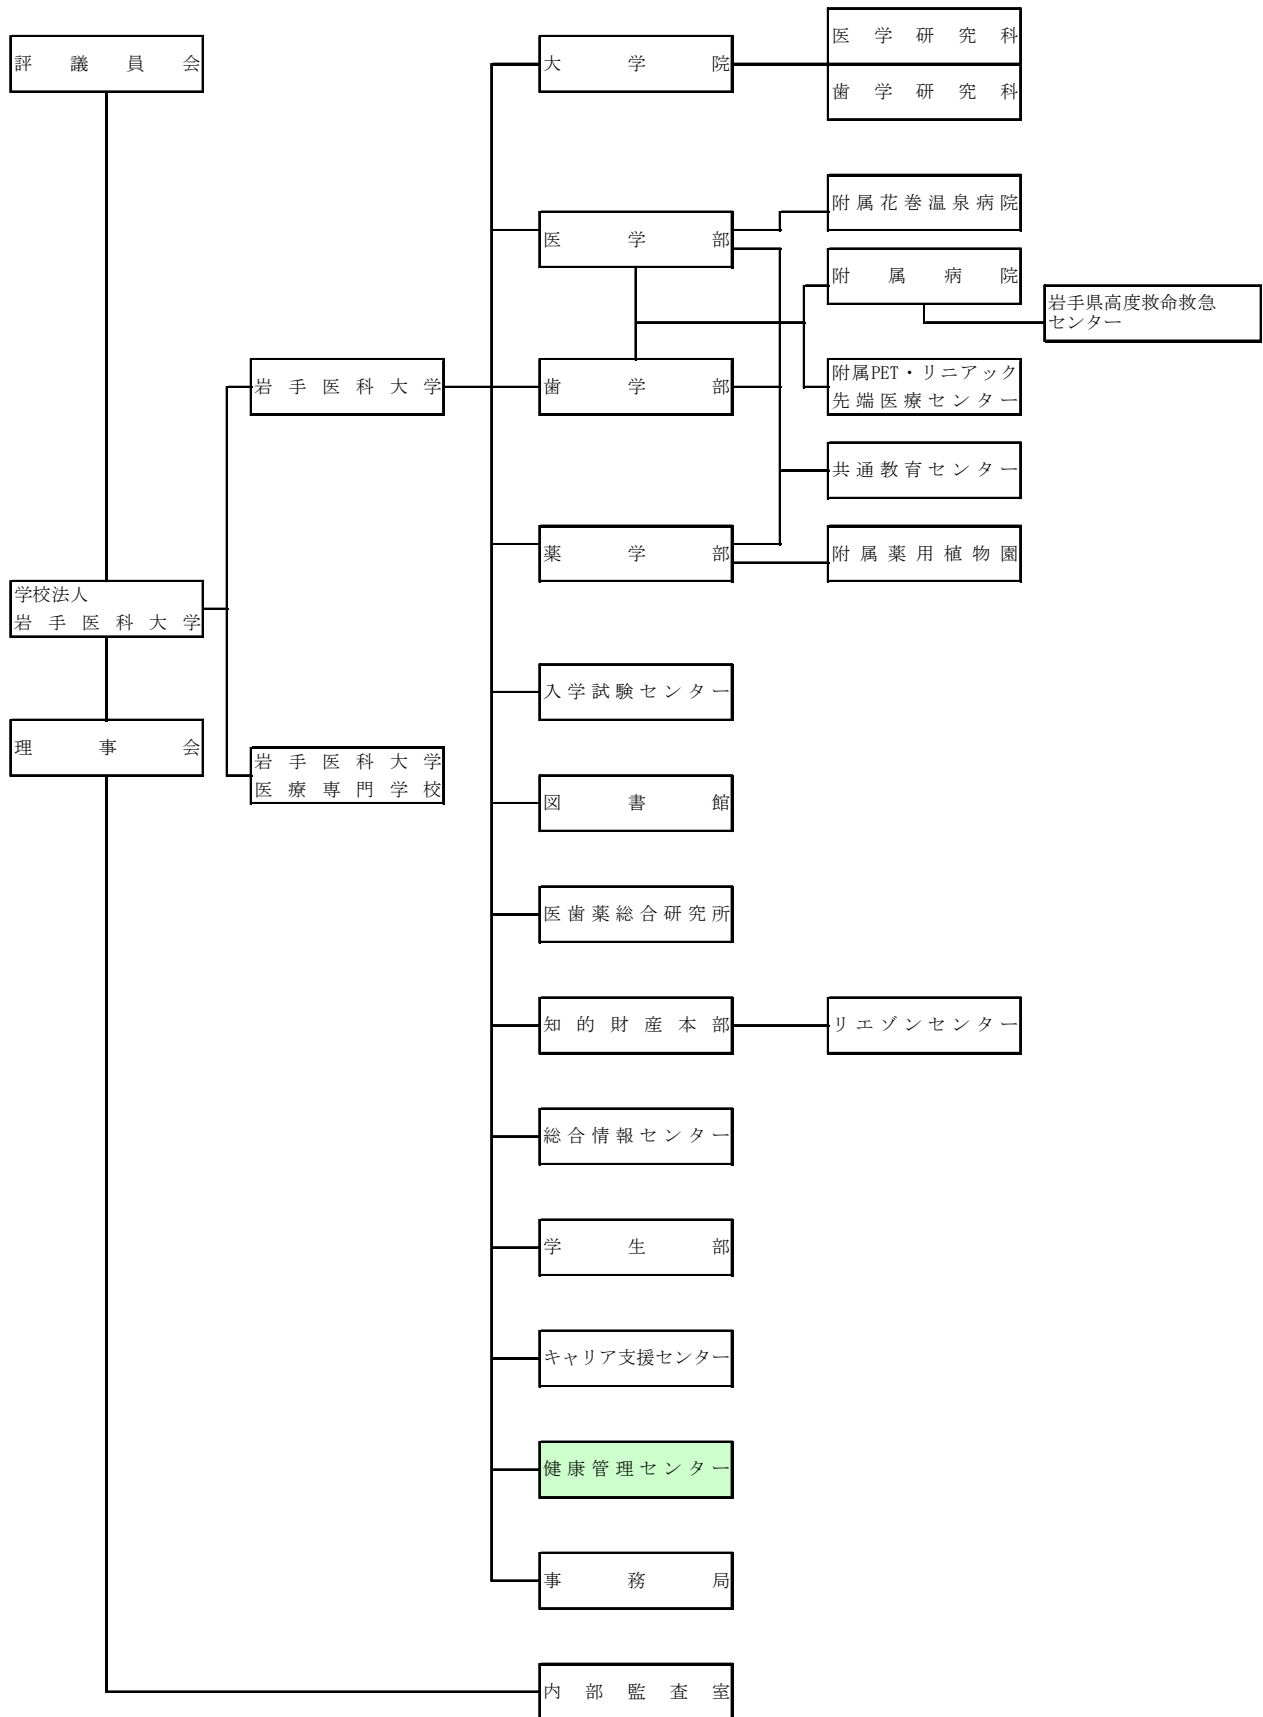 評議員会
学校法人
岩手医科大学
理事会
岩手医科大学
岩手医科大学
医療専門学校
大学院
医学部
歯学部
薬学部
入学試験センター
図書館
医歯薬総合研究所
知的財産本部
総合情報センター
学生部
キャリア支援センター
健康管理センター
事務局
内部監査室
医学研究科
歯学研究科
附属花巻温泉病院
附属病院
附属PET・リニアック
先端医療センター
共通教育センター
附属薬用植物園
リエゾンセンター
岩手県高度救命救急
センター